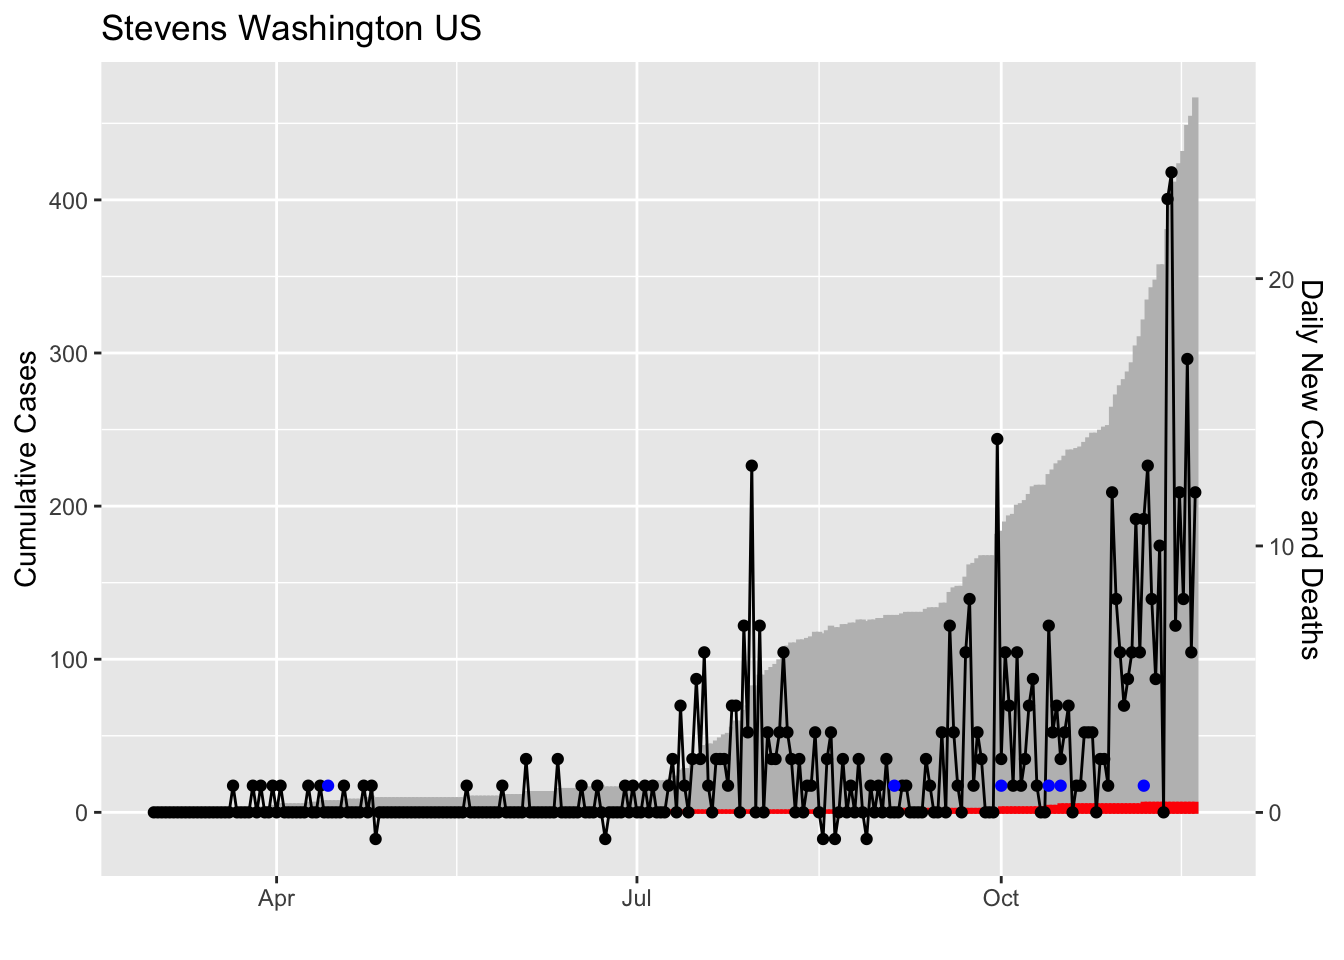 Stevens Washington US
Cumulative Cases
400
300
200
100
0
20
10
0
Daily New Cases and Deaths
Apr
Jul
Oct